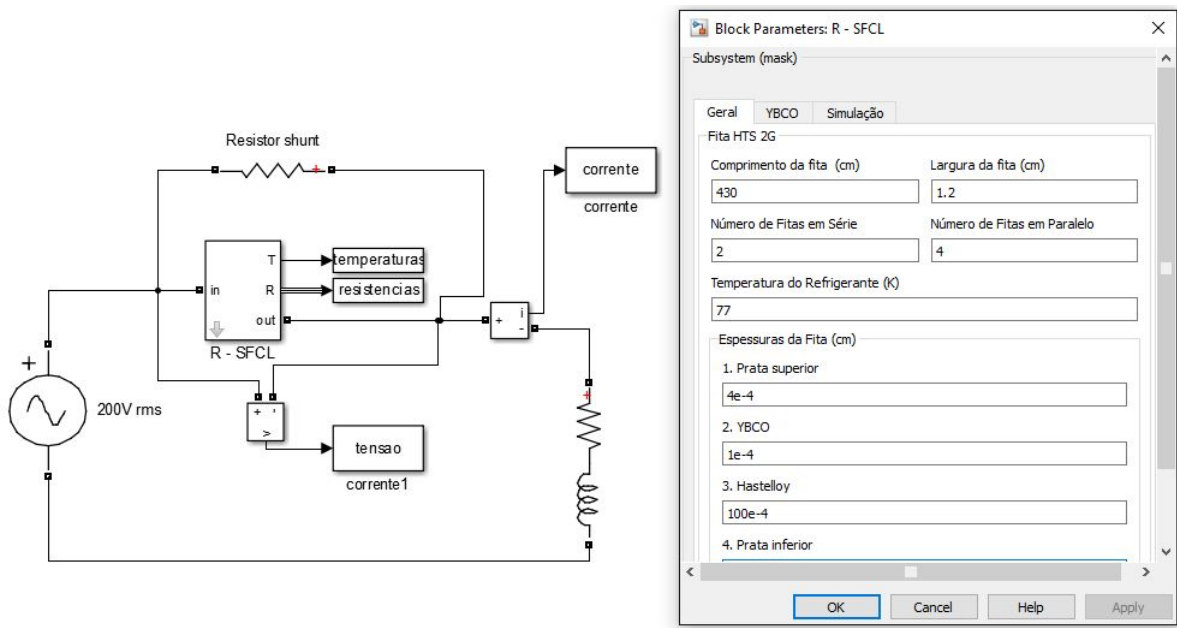 Resistor shunt
corrente
corrente
T
temperaturas
in
R
resistencias
out
R - SFCL
+
i
-
+
200V rms
+
-
v
tensao
corrente1
Block Parameters: R - SFCL
Subsystem (mask)
Geral YBCO Simulação
Fita HTS 2G
Comprimento da fita (cm) Largura da fita (cm)
430 1.2
Número de Fitas em Série Número de Fitas em Paralelo
2 4
Temperatura do Refrigerante (K)
77
Espessuras da Fita (cm)
1. Prata superior
4e-4
2. YBCO
1e-4
3. Hastelloy
100e-4
4. Prata inferior
OK Cancel Help Apply